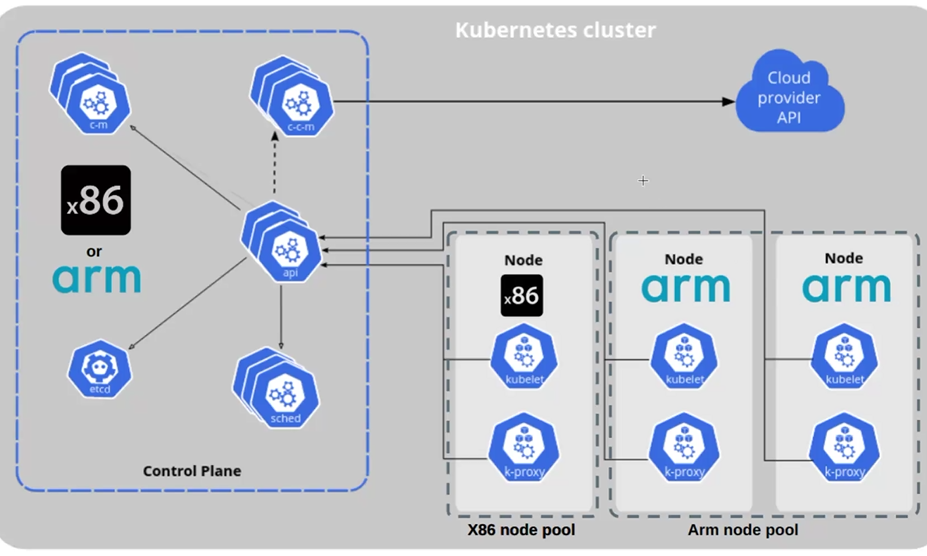 Kubernetes cluster
c-m
c-c-m
Cloud
provider
API
x86
or
arm
api
etcd
sched
Control Plane
Node
x86
kubelet
k-proxy
X86 node pool
Node
arm
kubelet
k-proxy
Node
arm
kubelet
k-proxy
Arm node pool